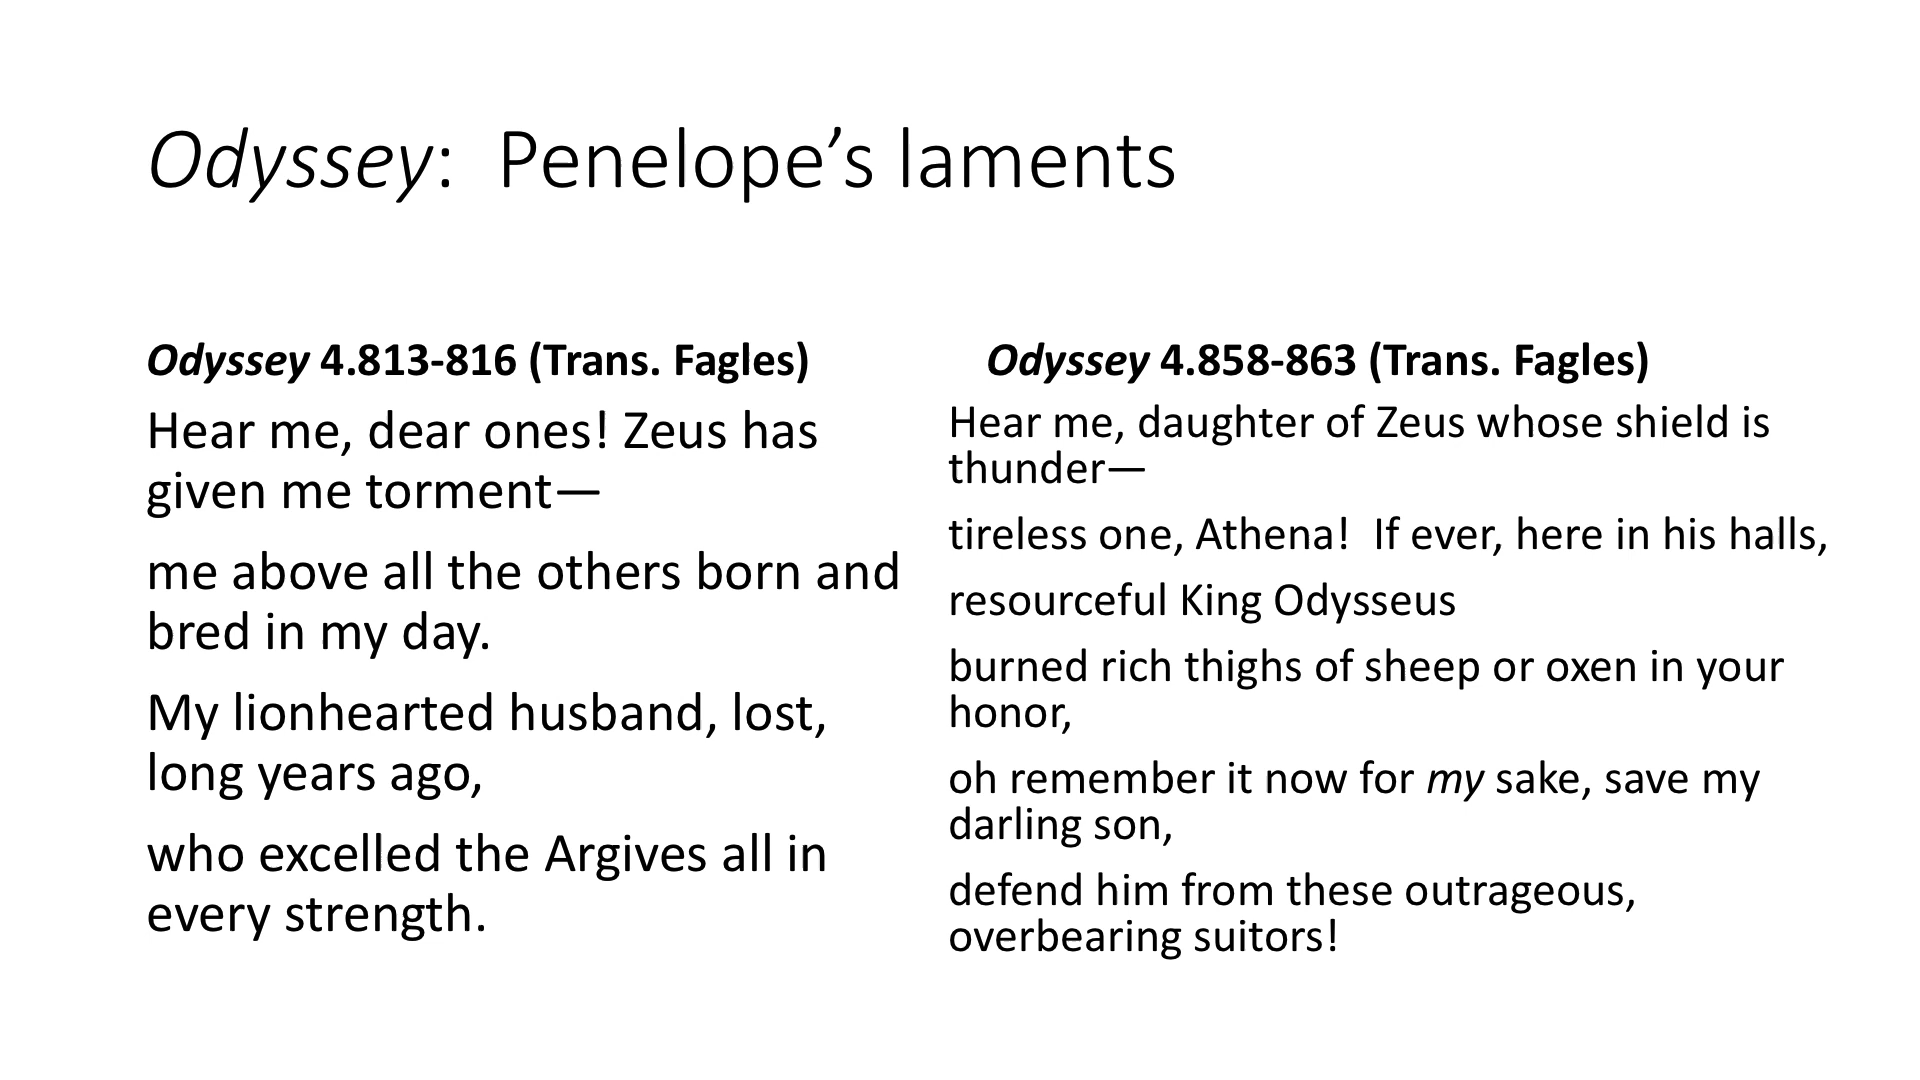 Odyssey:  Penelope’s laments
Odyssey 4.813-816 (Trans. Fagles)
Hear me, dear ones! Zeus has
given me torment—
me above all the others born and
bred in my day.
My lionhearted husband, lost,
long years ago,
who excelled the Argives all in
every strength.
Odyssey 4.858-863 (Trans. Fagles)
Hear me, daughter of Zeus whose shield is
thunder—
tireless one, Athena!  If ever, here in his halls,
resourceful King Odysseus
burned rich thighs of sheep or oxen in your
honor,
oh remember it now for my sake, save my
darling son,
defend him from these outrageous,
overbearing suitors!